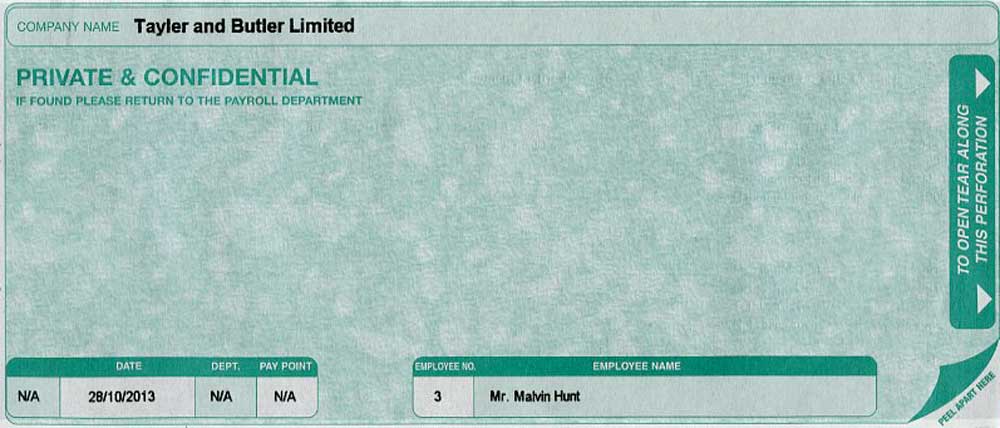 COMPANY NAME Tayler and Butler Limited
PRIVATE & CONFIDENTIAL
IF FOUND PLEASE RETURN TO THE PAYROLL DEPARTMENT
TO OPEN TEAR ALONG
THIS PERFORATION
DATE DEPT. PAY POINT EMPLOYEE NO. EMPLOYEE NAME
N/A 28/10/2013 N/A N/A 3 Mr. Malvin Hunt
PEEL APART HERE